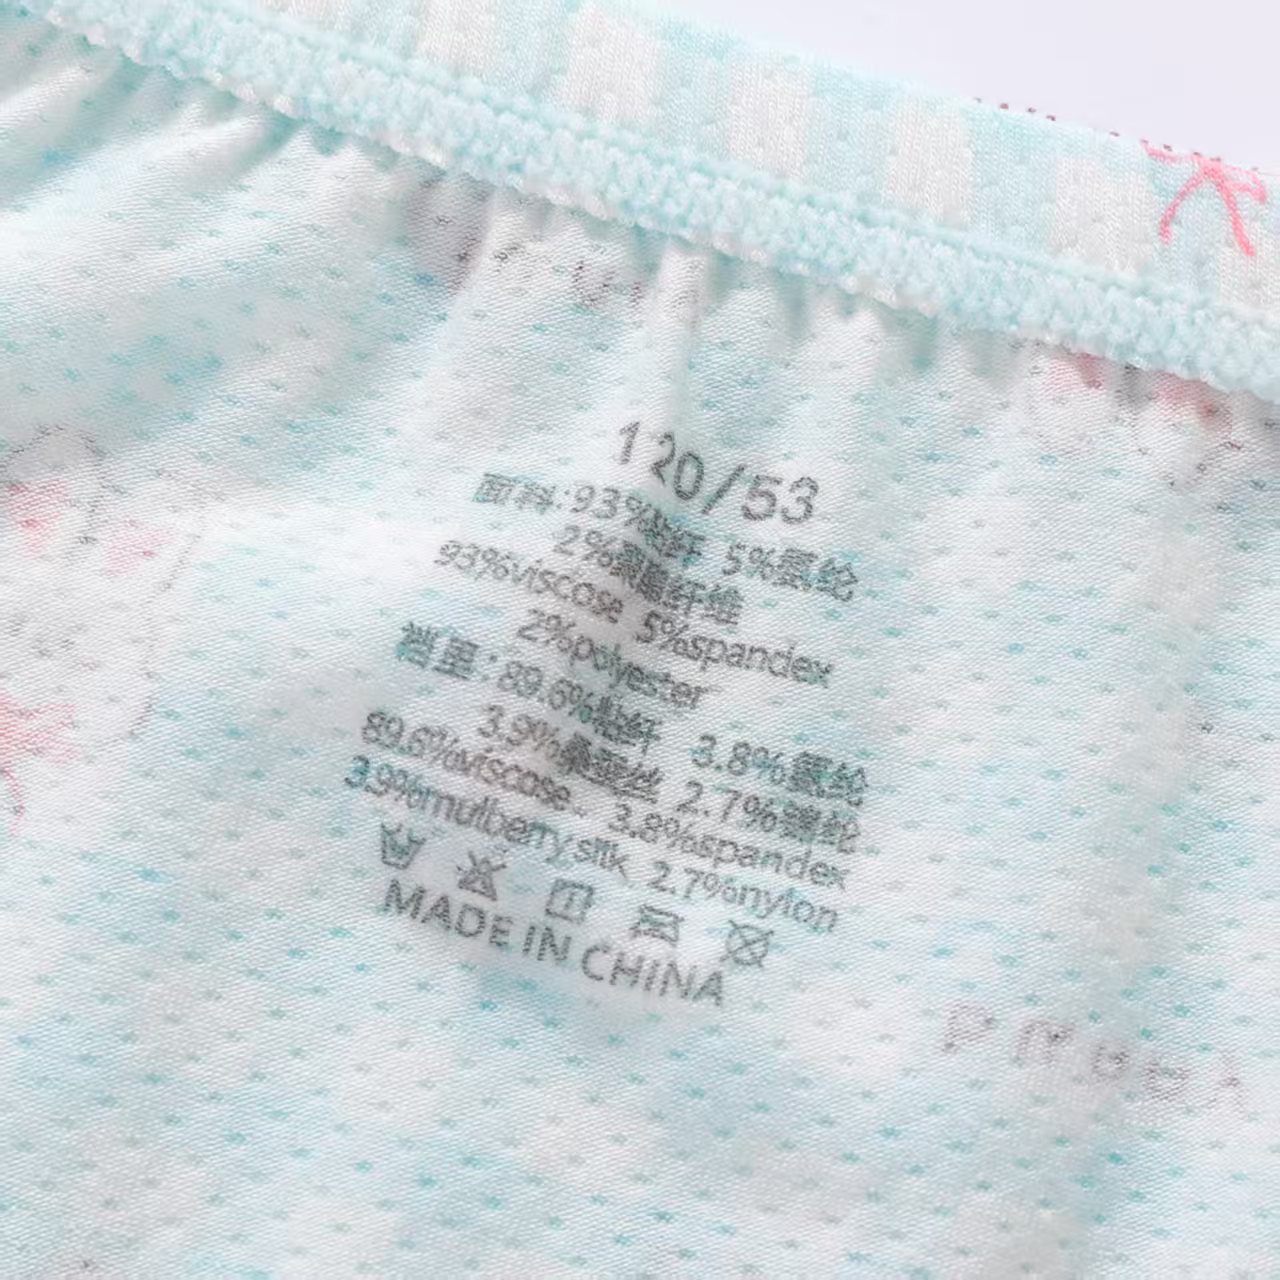 120/53
面料:93%粘纤 5%氨纶
2%聚酯纤维
93%viscose 5%spandex
2%polyester
裆里:89.6%粘纤 3.8%氨纶
3.9%桑蚕丝 2.7%锦纶
89.6%viscose 3.8%spandex
3.9%mulberry silk 2.7%nylon
MADE IN CHINA